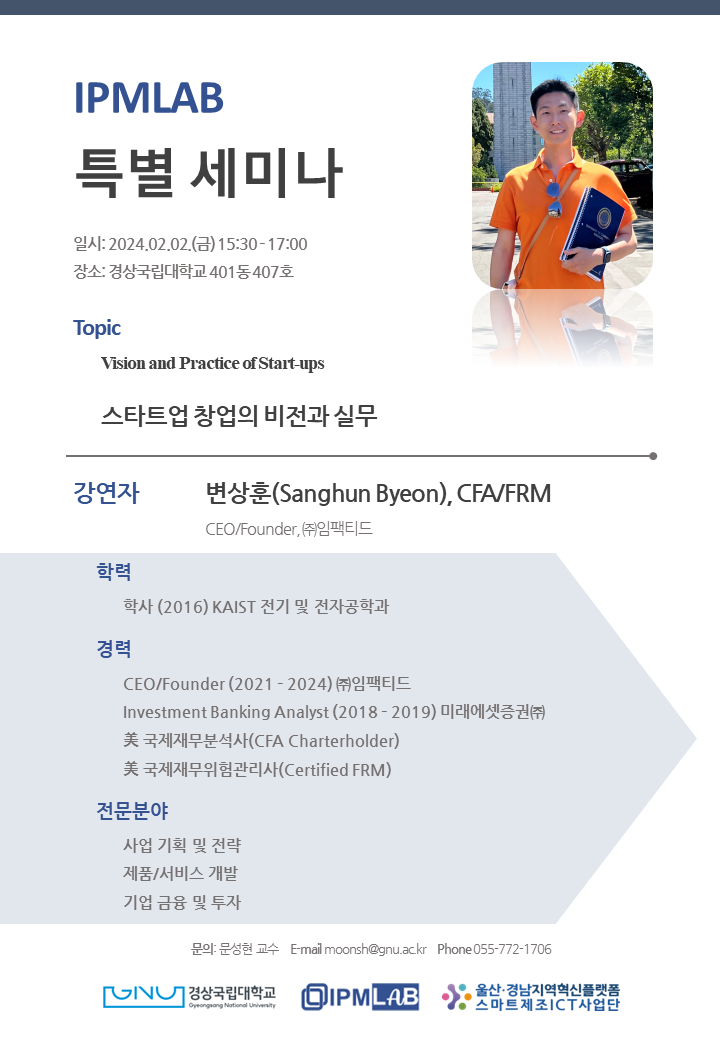 IPMLAB
특별 세미나
일시: 2024.02.02.(금) 15:30 - 17:00
장소: 경상국립대학교 401동 407호
Topic
Vision and Practice of Start-ups
스타트업 창업의 비전과 실무
강연자 변상훈(Sanghun Byeon), CFA/FRM
CEO/Founder, ㈜임팩티드
학력
학사 (2016) KAIST 전기 및 전자공학과
경력
CEO/Founder (2021 - 2024) ㈜임팩티드
Investment Banking Analyst (2018 - 2019) 미래에셋증권㈜
美 국제재무분석사(CFA Charterholder)
美 국제재무위험관리사(Certified FRM)
전문분야
사업 기획 및 전략
제품/서비스 개발
기업 금융 및 투자
문의: 문성현 교수 E-mail moonsh@gnu.ac.kr Phone 055-772-1706
GNU 경상국립대학교
Gyeongsang National University
IPMLAB
울산·경남지역혁신플랫폼
스마트제조ICT사업단